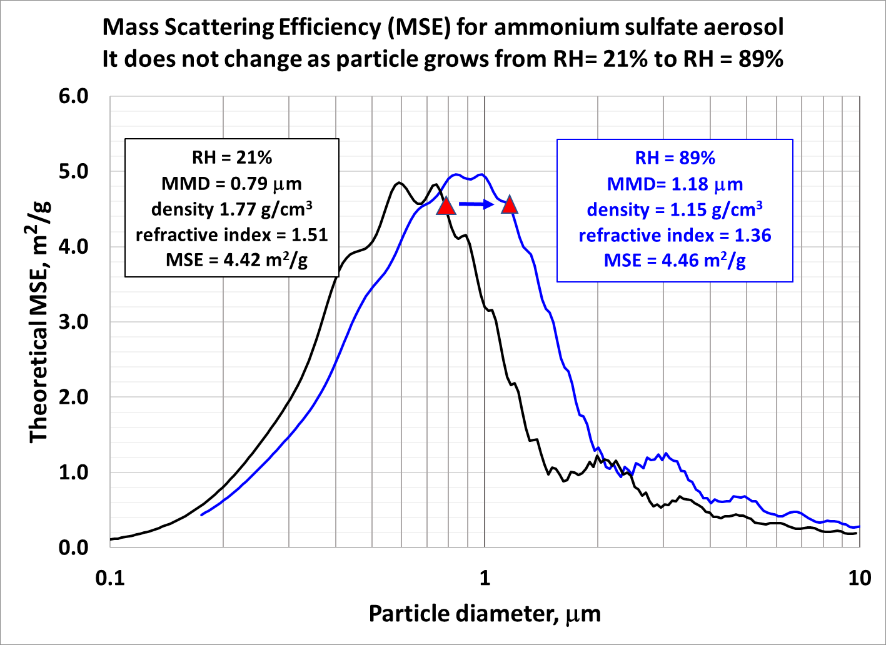 Mass Scattering Efficiency (MSE) for ammonium sulfate aerosol
It does not change as particle grows from RH= 21% to RH = 89%
6.0
5.0
4.0
3.0
2.0
1.0
0.0
Theoretical MSE, m²/g
RH = 21%
MMD = 0.79 μm
density 1.77 g/cm³
refractive index = 1.51
MSE = 4.42 m²/g
RH = 89%
MMD= 1.18 μm
density = 1.15 g/cm³
refractive index = 1.36
MSE = 4.46 m²/g
0.1
1
10
Particle diameter, μm